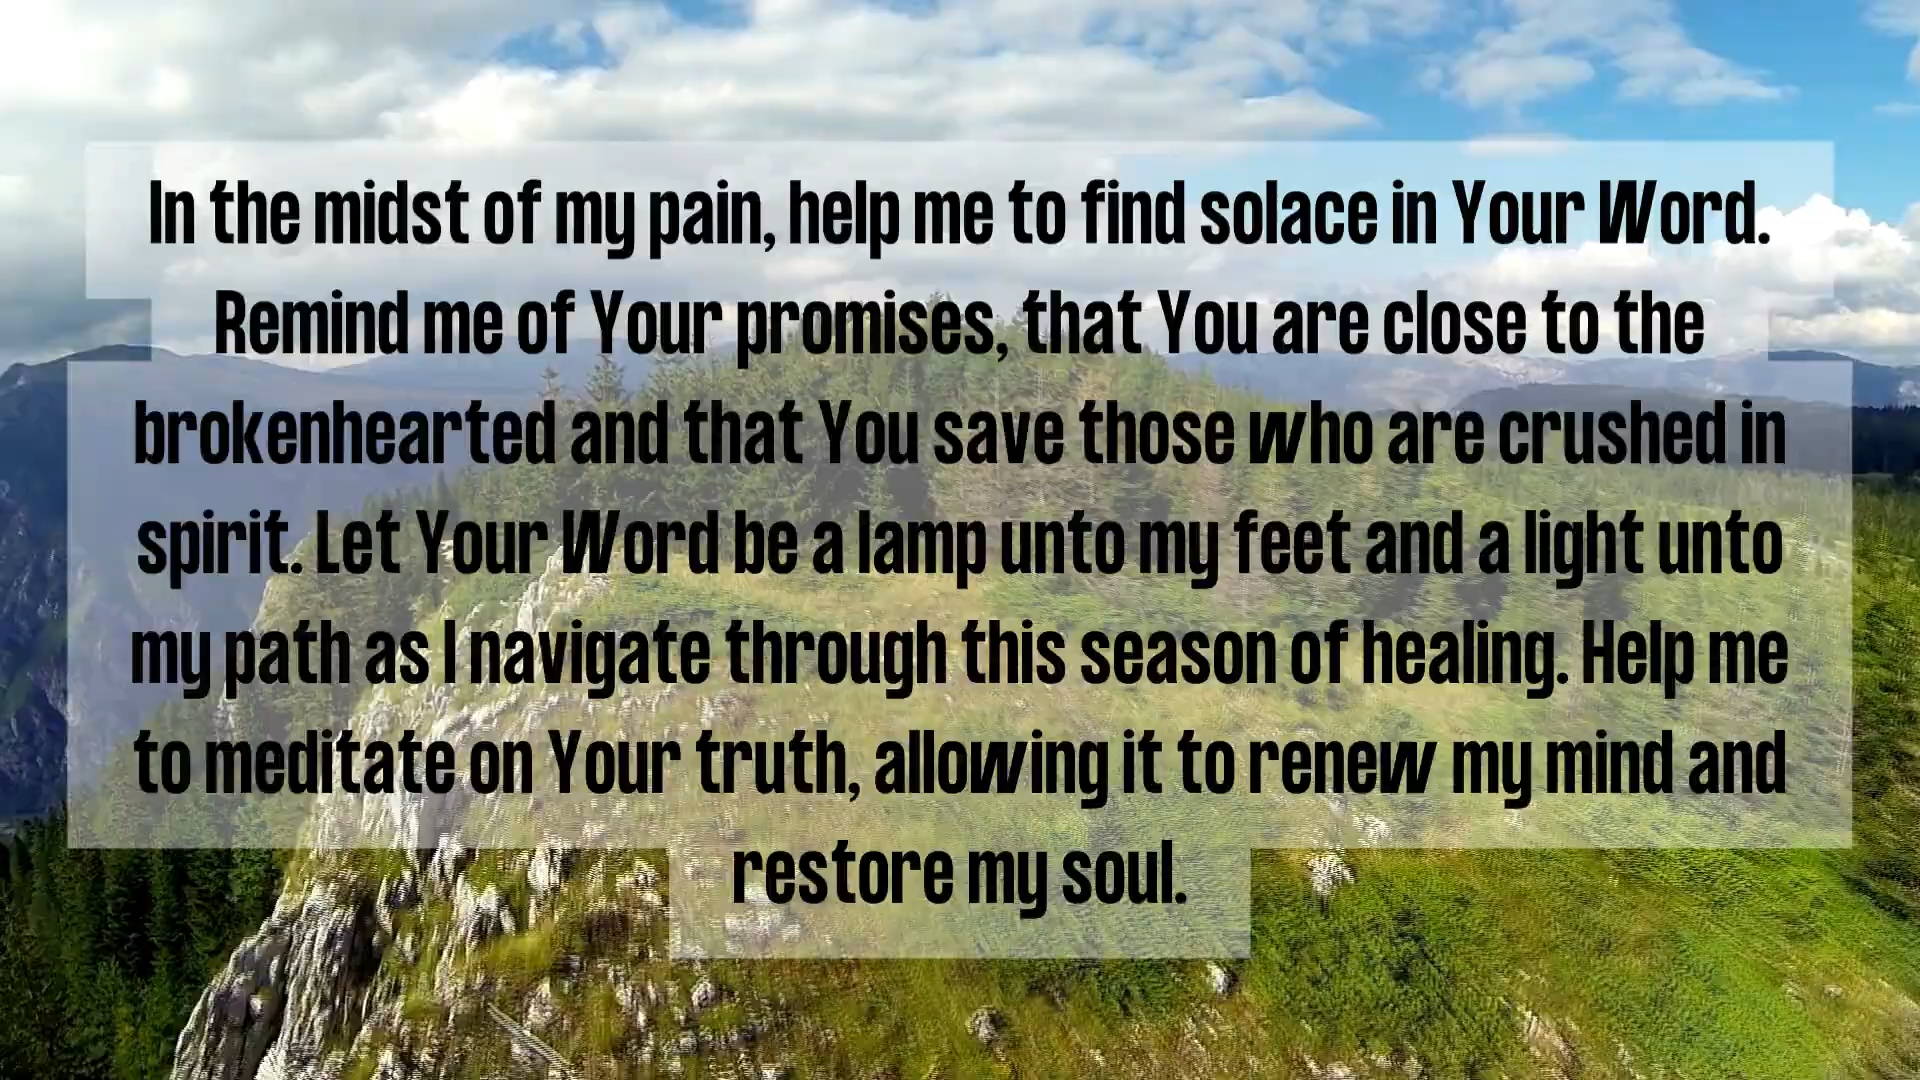 In the midst of my pain, help me to find solace in Your Word.
Remind me of Your promises, that You are close to the
brokenhearted and that You save those who are crushed in
spirit. Let Your Word be a lamp unto my feet and a light unto
my path as I navigate through this season of healing. Help me
to meditate on Your truth, allowing it to renew my mind and
restore my soul.